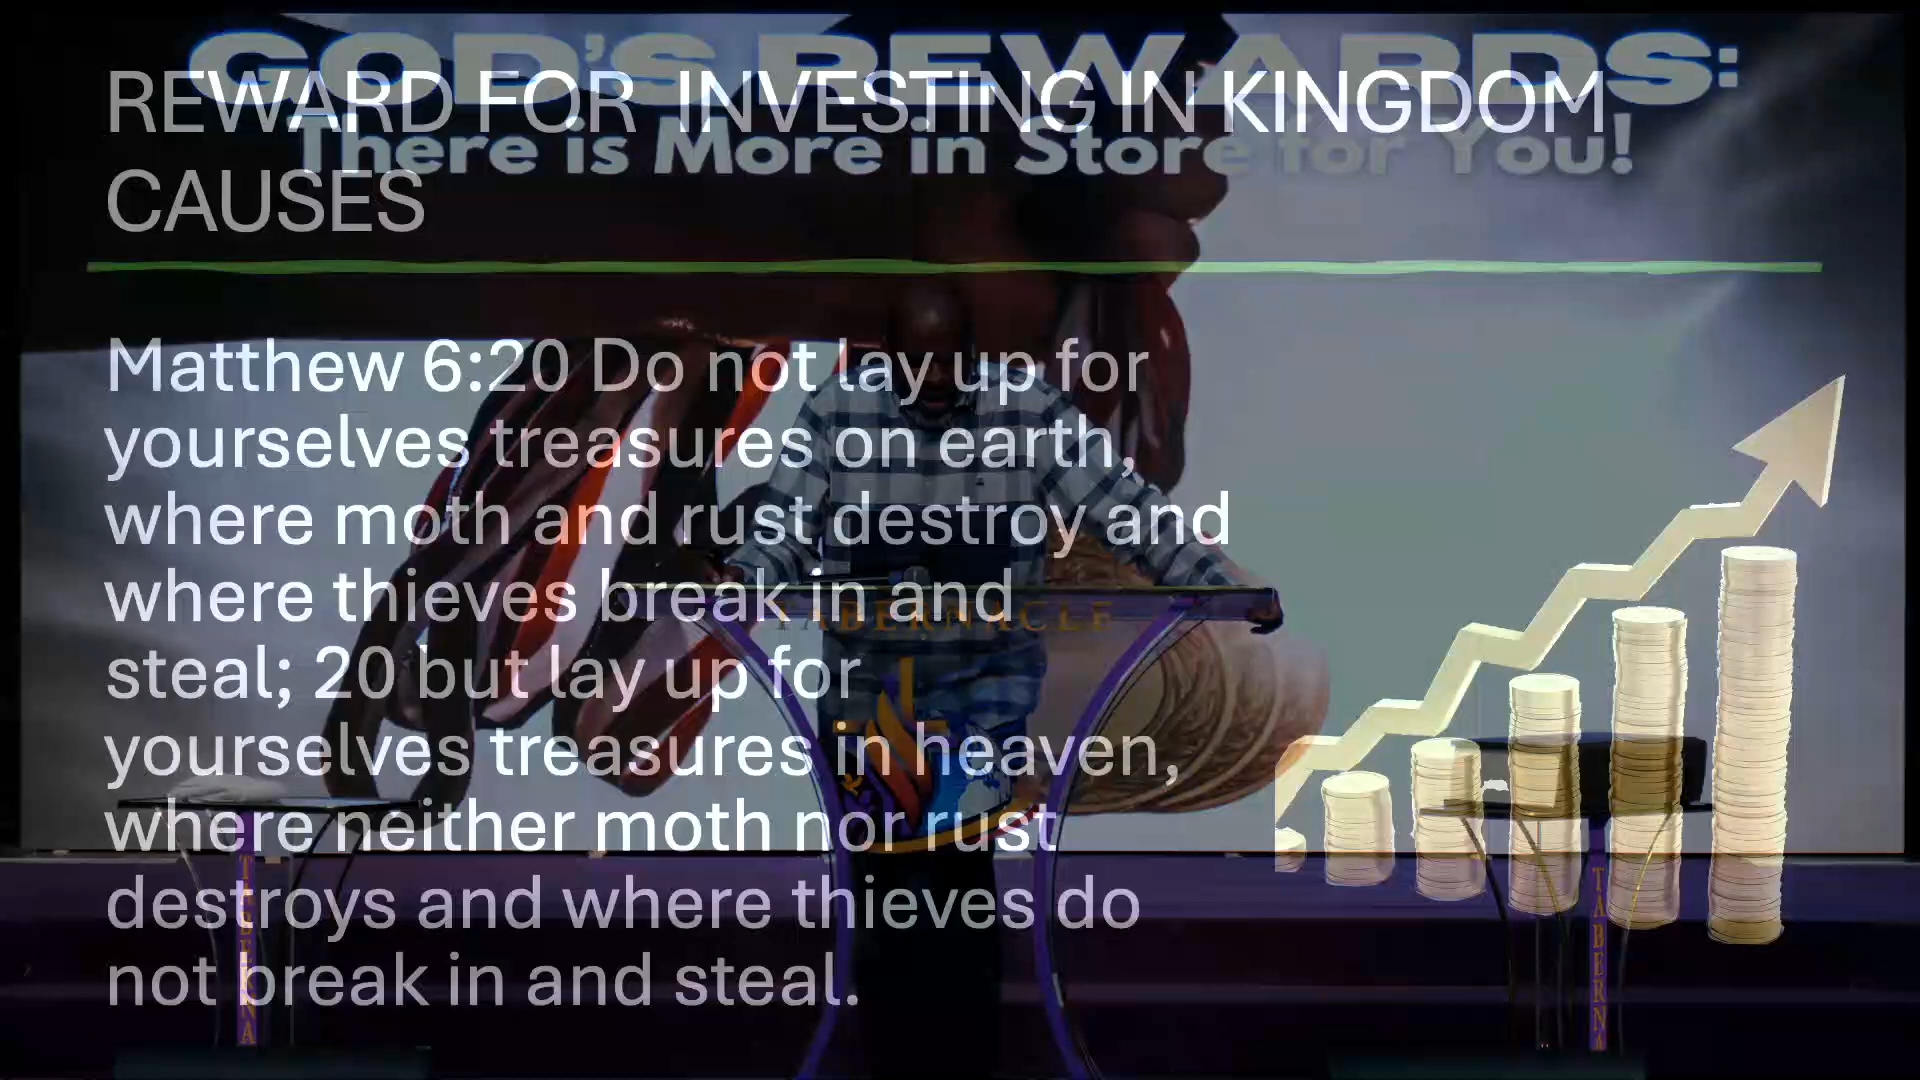 GOD'S REWARDS:
There is More in Store for You!
REWARD FOR INVESTING IN KINGDOM
CAUSES
Matthew 6:20 Do not lay up for
yourselves treasures on earth,
where moth and rust destroy and
where thieves break in and
steal; 20 but lay up for
yourselves treasures in heaven,
where neither moth nor rust
destroys and where thieves do
not break in and steal.
TABERNACLE
TABERNA
TABERNA